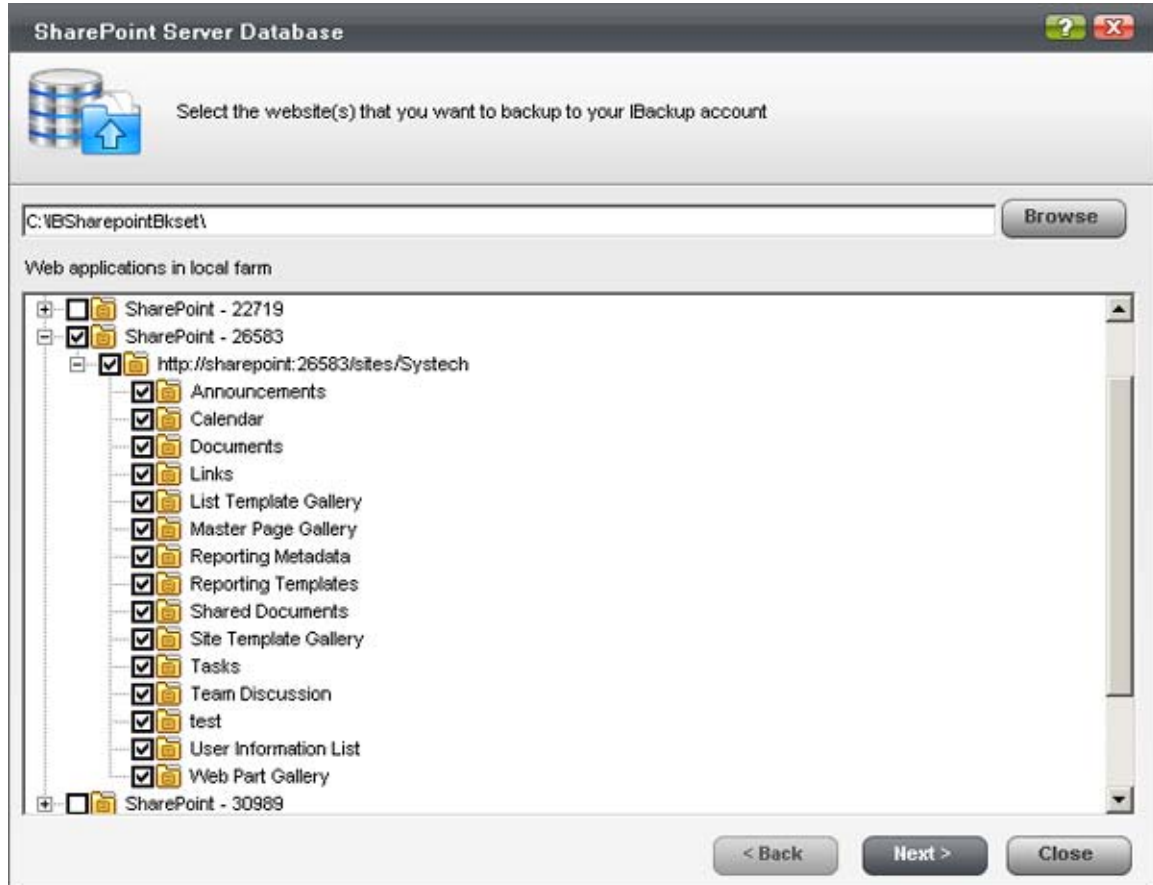 SharePoint Server Database
?
X
Select the website(s) that you want to backup to your IBackup account
C:\IBSharepointBkset\
Browse
Web applications in local farm
SharePoint - 22719
SharePoint - 26583
http://sharepoint:26583/sites/Systech
Announcements
Calendar
Documents
Links
List Template Gallery
Master Page Gallery
Reporting Metadata
Reporting Templates
Shared Documents
Site Template Gallery
Tasks
Team Discussion
test
User Information List
Web Part Gallery
SharePoint - 30989
< Back
Next >
Close